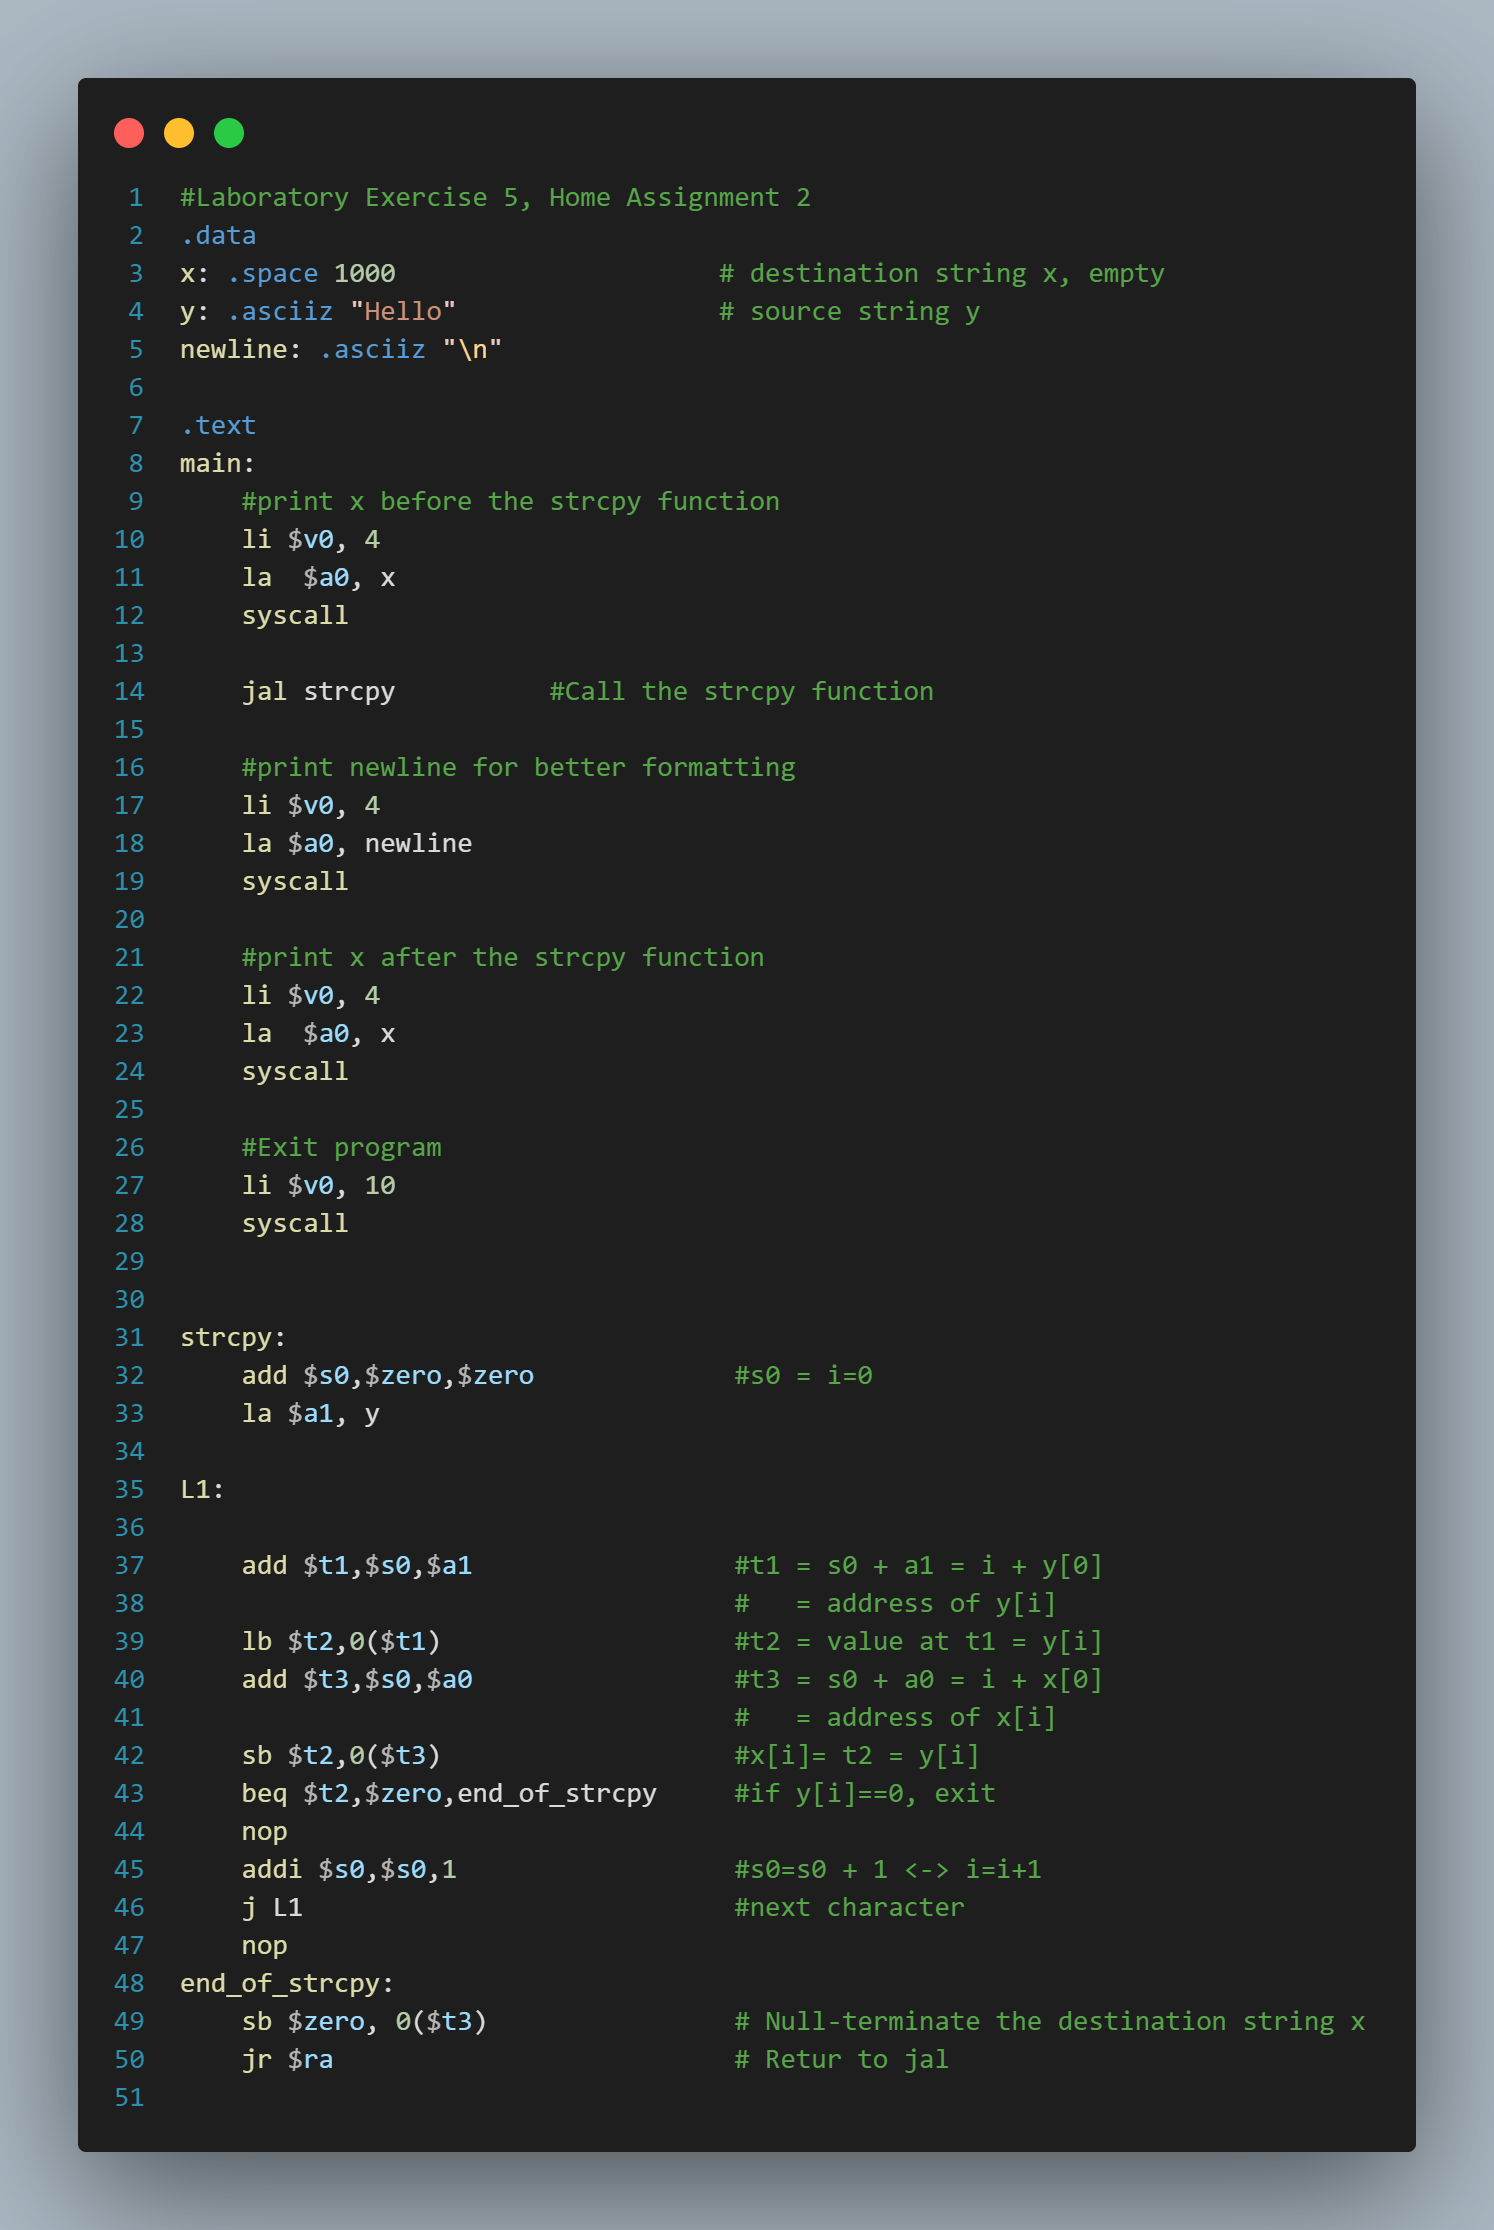 1 #Laboratory Exercise 5, Home Assignment 2
2 .data
3 x: .space 1000                     # destination string x, empty
4 y: .asciiz "Hello"                 # source string y
5 newline: .asciiz "\n"
6
7 .text
8 main:
9     #print x before the strcpy function
10     li $v0, 4
11     la  $a0, x
12     syscall
13
14     jal strcpy          #Call the strcpy function
15
16     #print newline for better formatting
17     li $v0, 4
18     la $a0, newline
19     syscall
20
21     #print x after the strcpy function
22     li $v0, 4
23     la  $a0, x
24     syscall
25
26     #Exit program
27     li $v0, 10
28     syscall
29
30
31 strcpy:
32     add $s0,$zero,$zero             #s0 = i=0
33     la $a1, y
34
35 L1:
36
37     add $t1,$s0,$a1                 #t1 = s0 + a1 = i + y[0]
38                                     #   = address of y[i]
39     lb $t2,0($t1)                   #t2 = value at t1 = y[i]
40     add $t3,$s0,$a0                 #t3 = s0 + a0 = i + x[0]
41                                     #   = address of x[i]
42     sb $t2,0($t3)                   #x[i]= t2 = y[i]
43     beq $t2,$zero,end_of_strcpy     #if y[i]==0, exit
44     nop
45     addi $s0,$s0,1                  #s0=s0 + 1 <-> i=i+1
46     j L1                            #next character
47     nop
48 end_of_strcpy:
49     sb $zero, 0($t3)                # Null-terminate the destination string x
50     jr $ra                          # Retur to jal
51